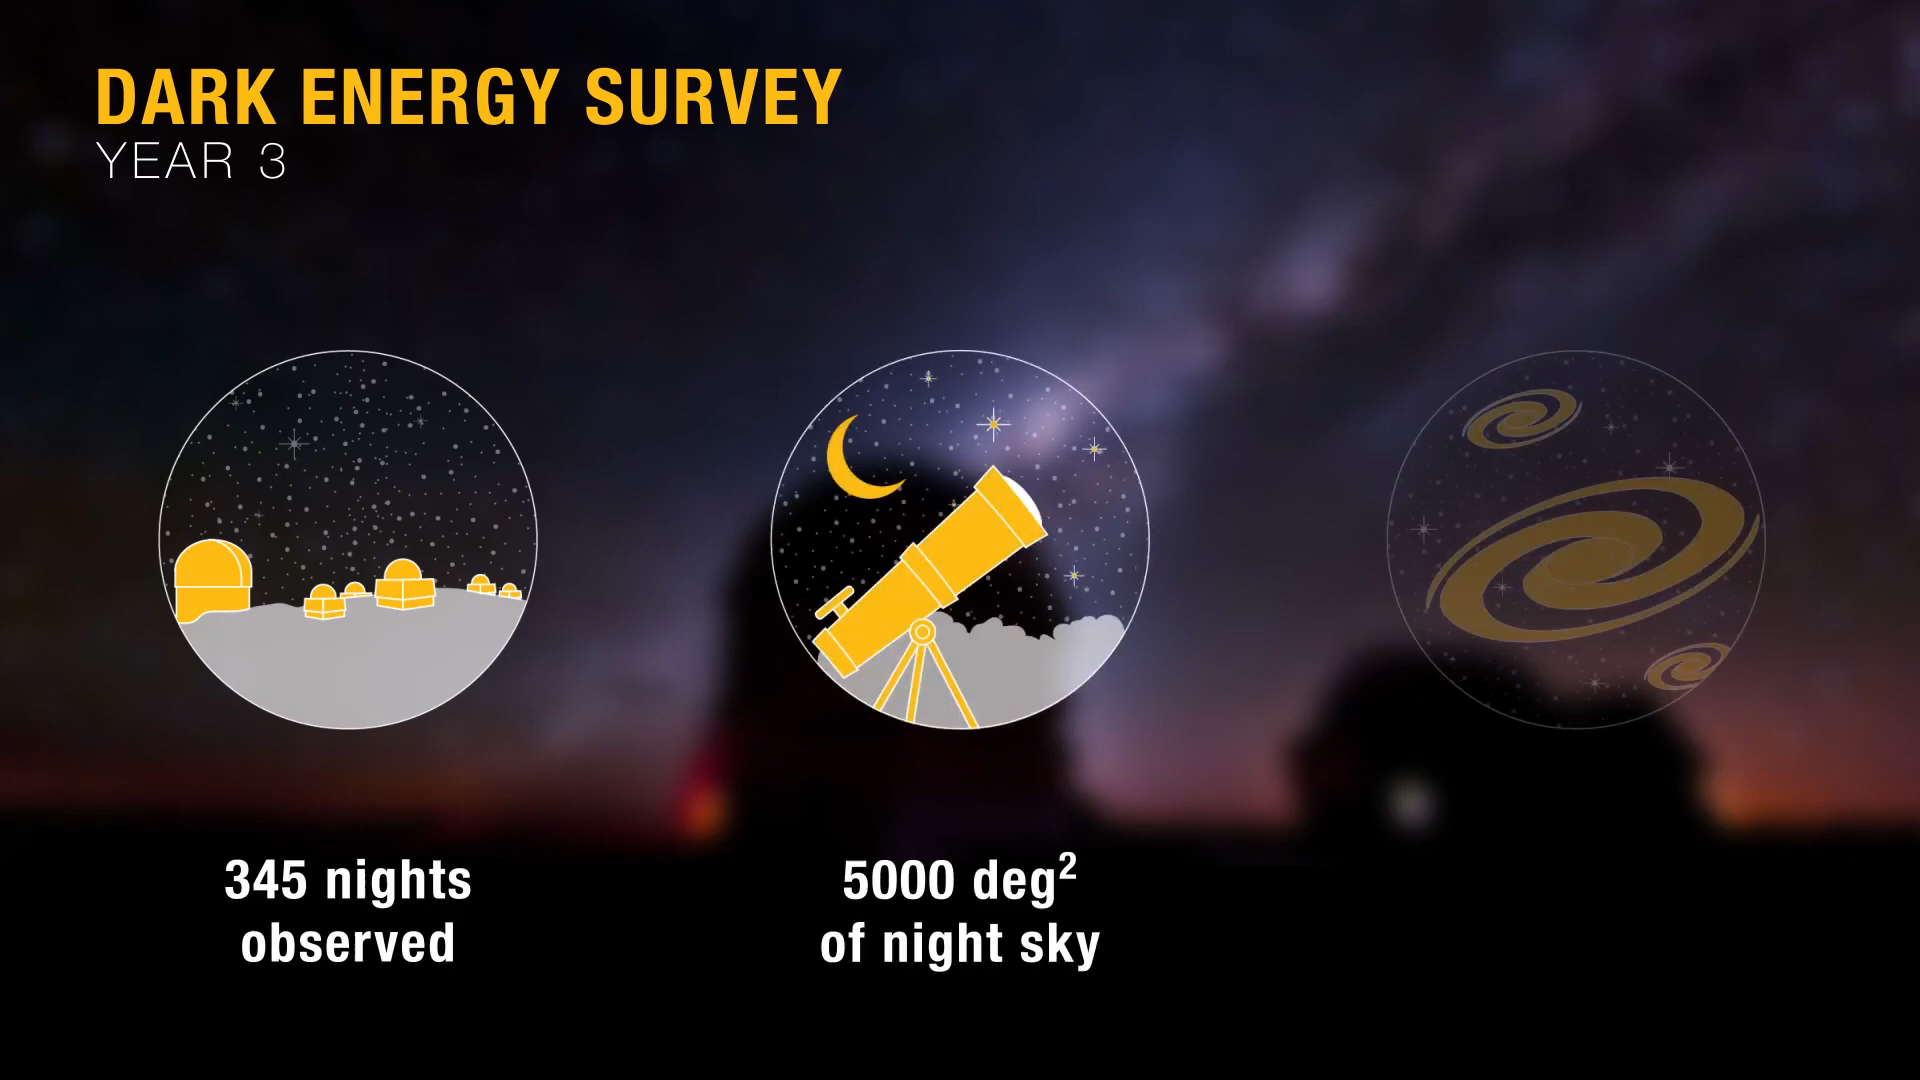 DARK ENERGY SURVEY
YEAR 3
345 nights
observed
5000 deg²
of night sky